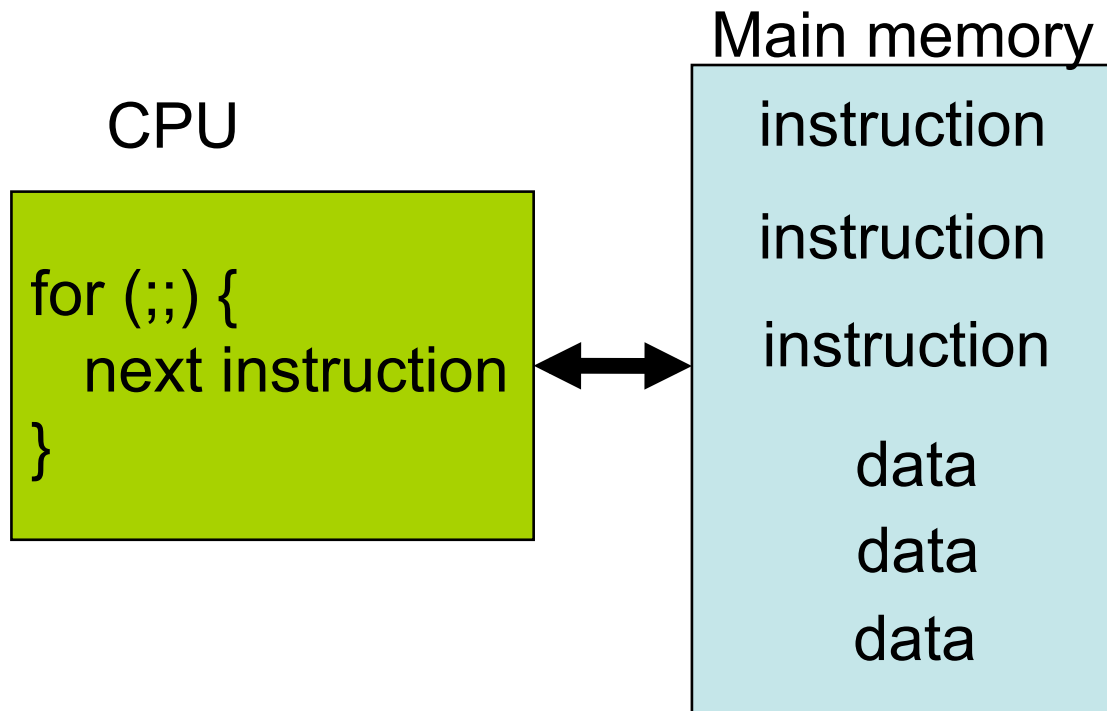 CPU
for (;;) {
next instruction
}
Main memory
instruction
instruction
instruction
data
data
data